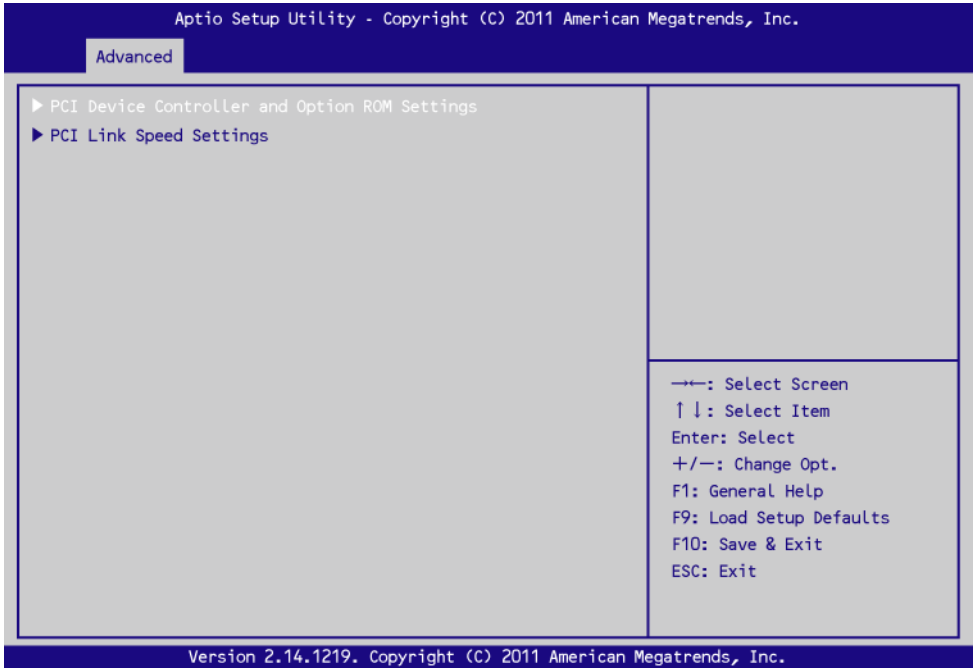 Aptio Setup Utility - Copyright (C) 2011 American Megatrends, Inc.
Advanced
▶ PCI Device Controller and Option ROM Settings
▶ PCI Link Speed Settings
→←: Select Screen
↑↓: Select Item
Enter: Select
+/−: Change Opt.
F1: General Help
F9: Load Setup Defaults
F10: Save & Exit
ESC: Exit
Version 2.14.1219. Copyright (C) 2011 American Megatrends, Inc.